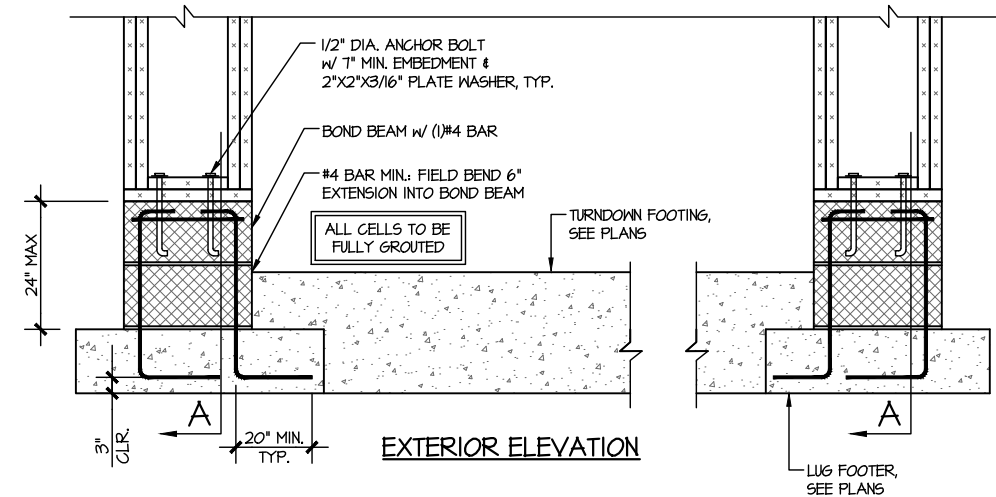 1/2" DIA. ANCHOR BOLT
W/ 7" MIN. EMBEDMENT &
2"X2"X3/16" PLATE WASHER, TYP.
BOND BEAM W/ (1)#4 BAR
#4 BAR MIN.: FIELD BEND 6"
EXTENSION INTO BOND BEAM
ALL CELLS TO BE
FULLY GROUTED
TURNDOWN FOOTING,
SEE PLANS
24" MAX
3"
CLR.
A
20" MIN.
TYP.
EXTERIOR ELEVATION
A
LUG FOOTER,
SEE PLANS